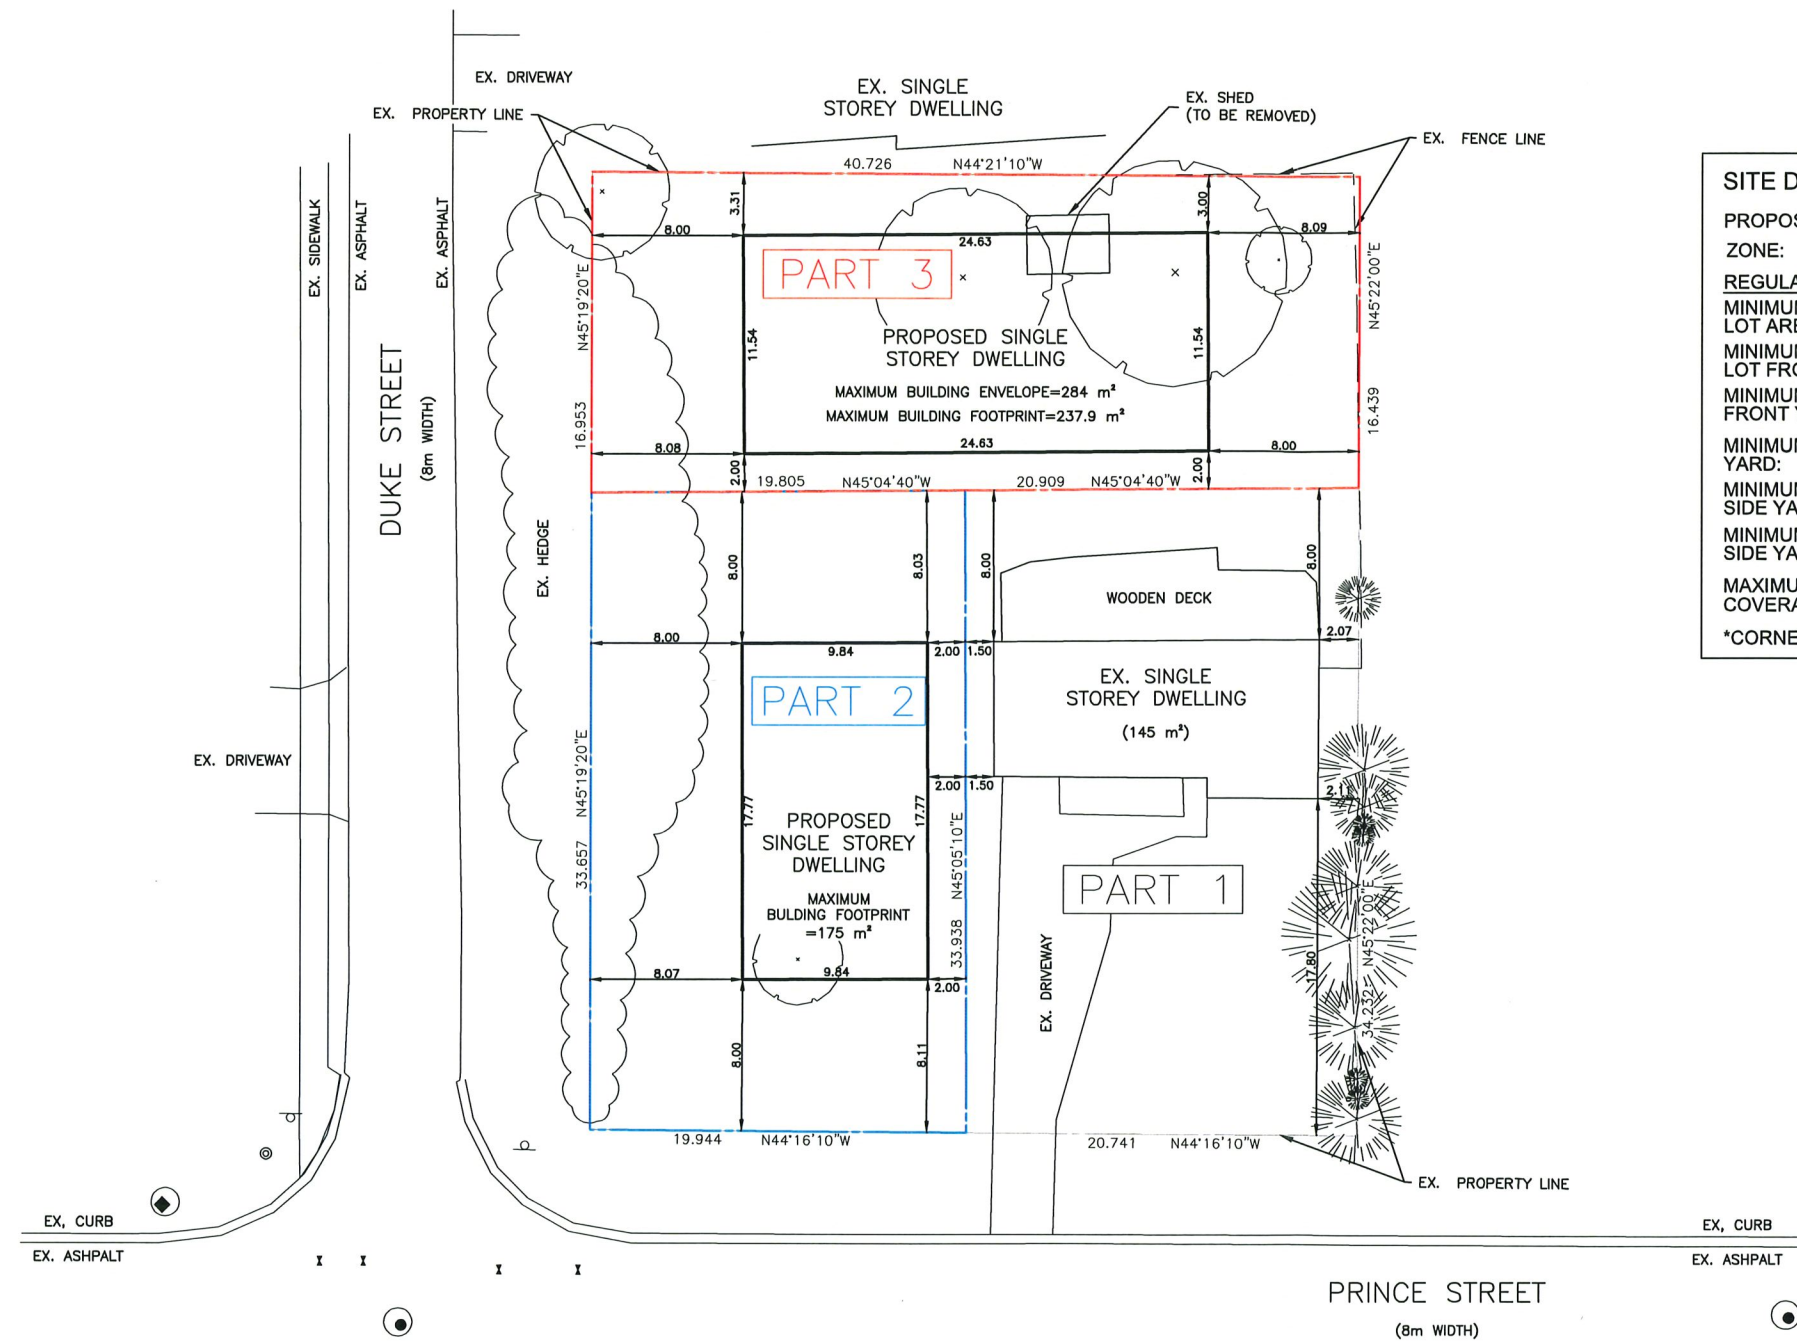 EX. DRIVEWAY
EX. SINGLE
STOREY DWELLING
EX. SHED
(TO BE REMOVED)
EX. PROPERTY LINE
EX. FENCE LINE
40.726 N44°21'10"W
SITE D
PROPOS
ZONE:
REGULA
MINIMUM
LOT ARE
MINIMUM
LOT FRO
MINIMUM
FRONT Y
MINIMUM
YARD:
MINIMUM
SIDE YA
MINIMUM
SIDE YA
MAXIMU
COVERA
*CORNE
EX. SIDEWALK
EX. ASPHALT
EX. ASPHALT
3.31
3.00
8.00
24.63
8.09
PART 3
N45°19'20"E
16.953
N45°22'00"E
16.439
11.54
11.54
PROPOSED SINGLE
STOREY DWELLING
MAXIMUM BUILDING ENVELOPE=284 m²
MAXIMUM BUILDING FOOTPRINT=237.9 m²
24.63
8.08
8.00
2.00
2.00
19.805 N45°04'40"W
20.909 N45°04'40"W
DUKE STREET
(8m WIDTH)
EX. HEDGE
8.00
8.03
8.00
8.00
WOODEN DECK
8.00
9.84
2.00
1.50
2.07
PART 2
EX. SINGLE
STOREY DWELLING
(145 m²)
EX. DRIVEWAY
33.657 N45°19'20"E
17.77
17.77
2.00
1.50
2.11
PROPOSED
SINGLE STOREY
DWELLING
MAXIMUM
BULDING FOOTPRINT
=175 m²
33.938 N45°05'10"E
PART 1
EX. DRIVEWAY
17.80
34.232 N45°22'00"E
8.07
9.84
2.00
8.00
8.11
19.944 N44°16'10"W
20.741 N44°16'10"W
EX. PROPERTY LINE
EX, CURB
EX. ASHPALT
EX, CURB
EX. ASHPALT
PRINCE STREET
(8m WIDTH)